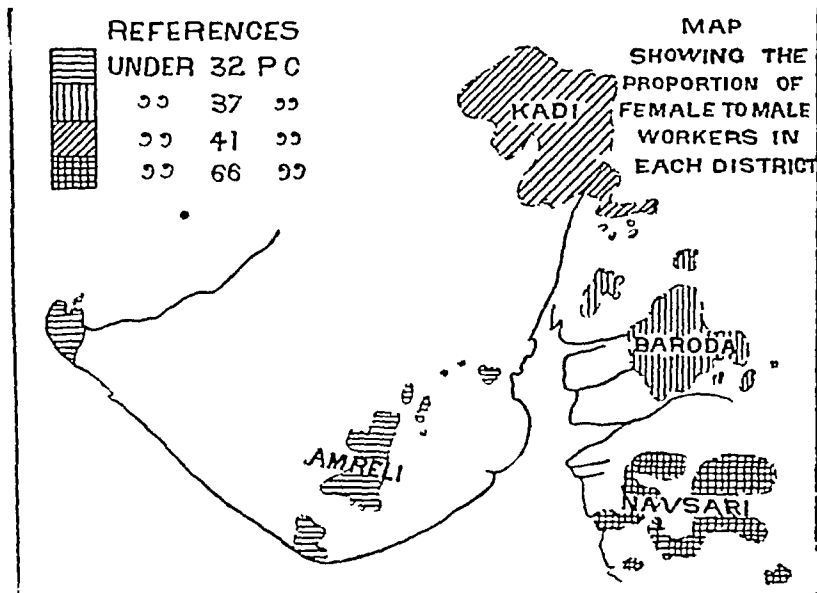 REFERENCES
UNDER 32 P C
„ 37 „
„ 41 „
„ 66 „
MAP
SHOWING THE
PROPORTION OF
FEMALE TO MALE
WORKERS IN
EACH DISTRICT
KADI
BARODA
AMRELI
NAVSARI